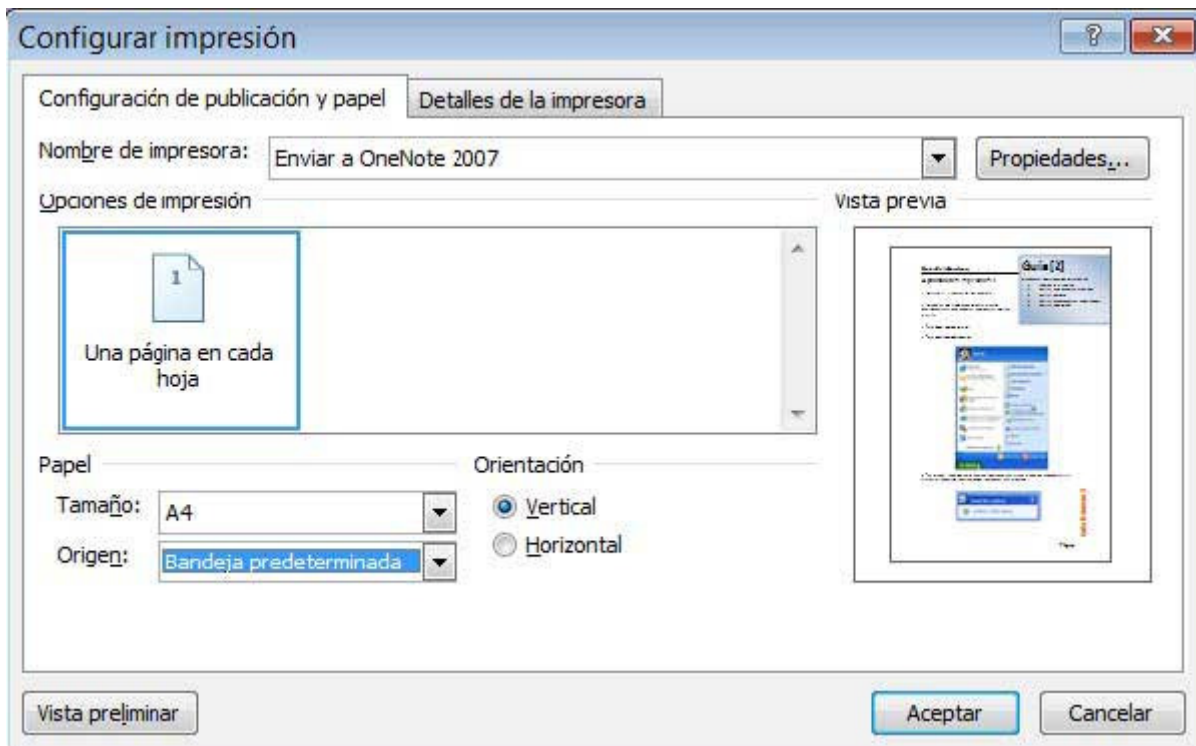 Configurar impresión
Configuración de publicación y papel
Detalles de la impresora
Nombre de impresora:
Enviar a OneNote 2007
Propiedades...
Opciones de impresión
Vista previa
1
Una página en cada
hoja
Guía [2]
Papel
Orientación
Tamaño:
A4
Vertical
Origen:
Bandeja predeterminada
Horizontal
Vista preliminar
Aceptar
Cancelar